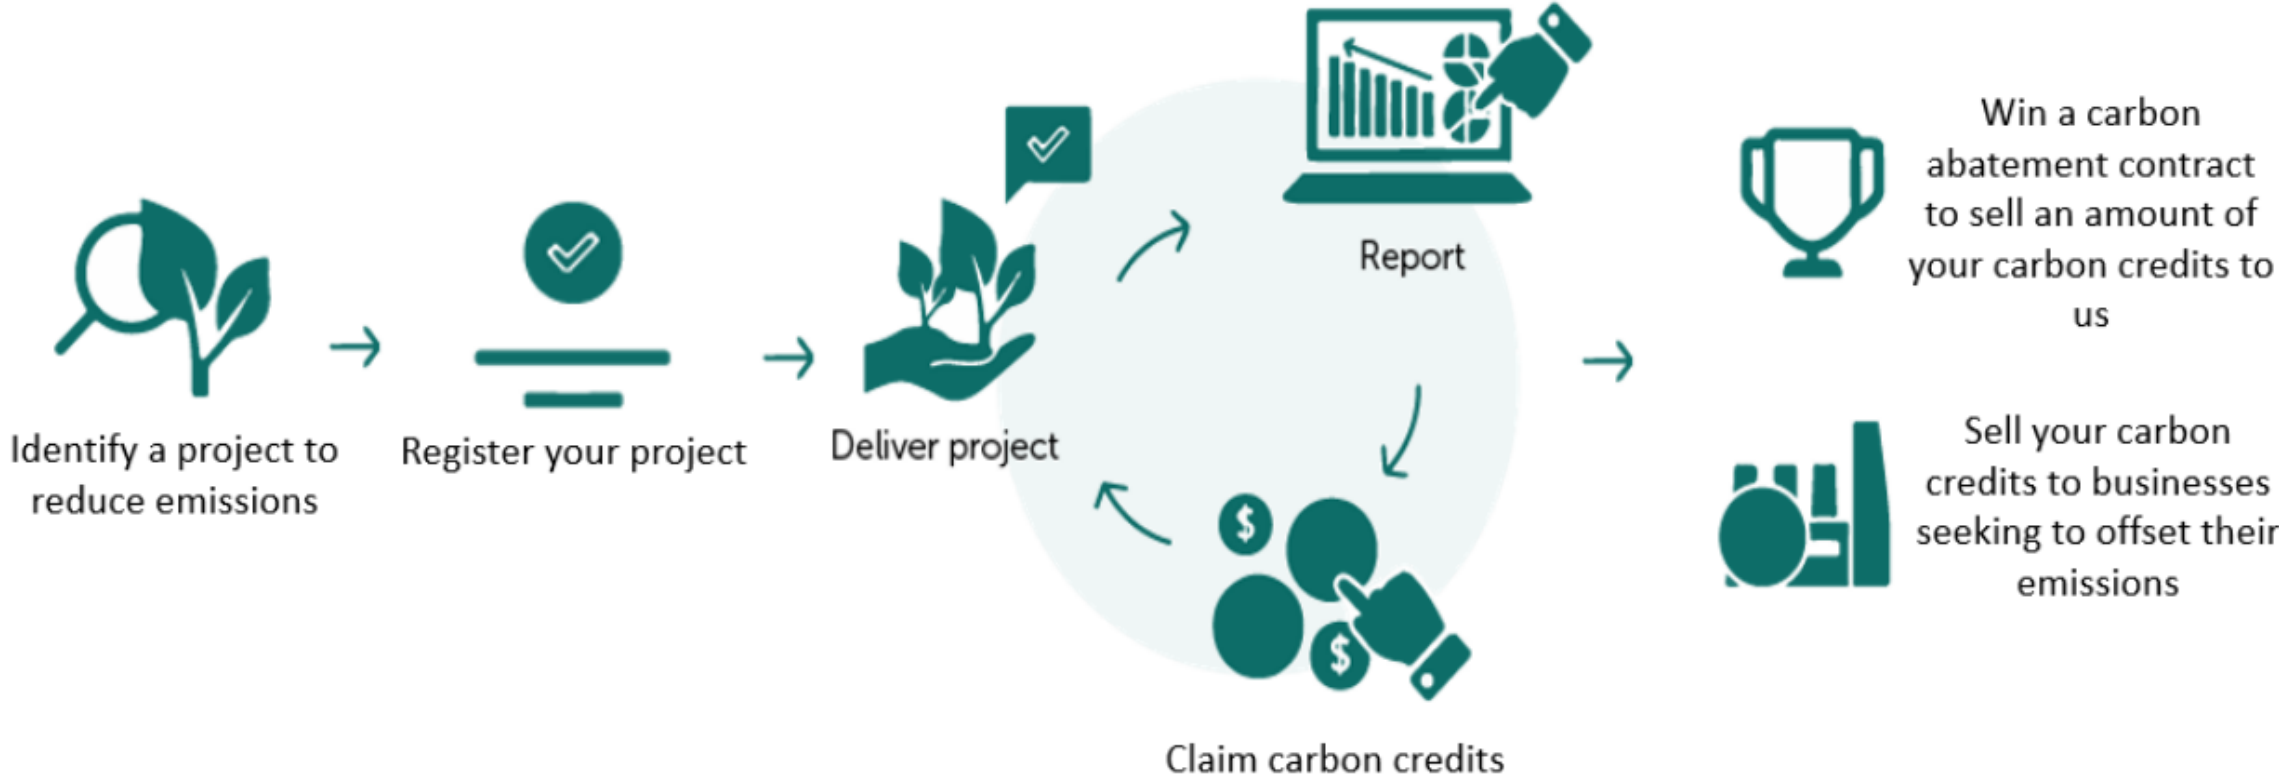 Identify a project to
reduce emissions
Register your project
Deliver project
Report
$
$
Claim carbon credits
Win a carbon
abatement contract
to sell an amount of
your carbon credits to
us
Sell your carbon
credits to businesses
seeking to offset their
emissions